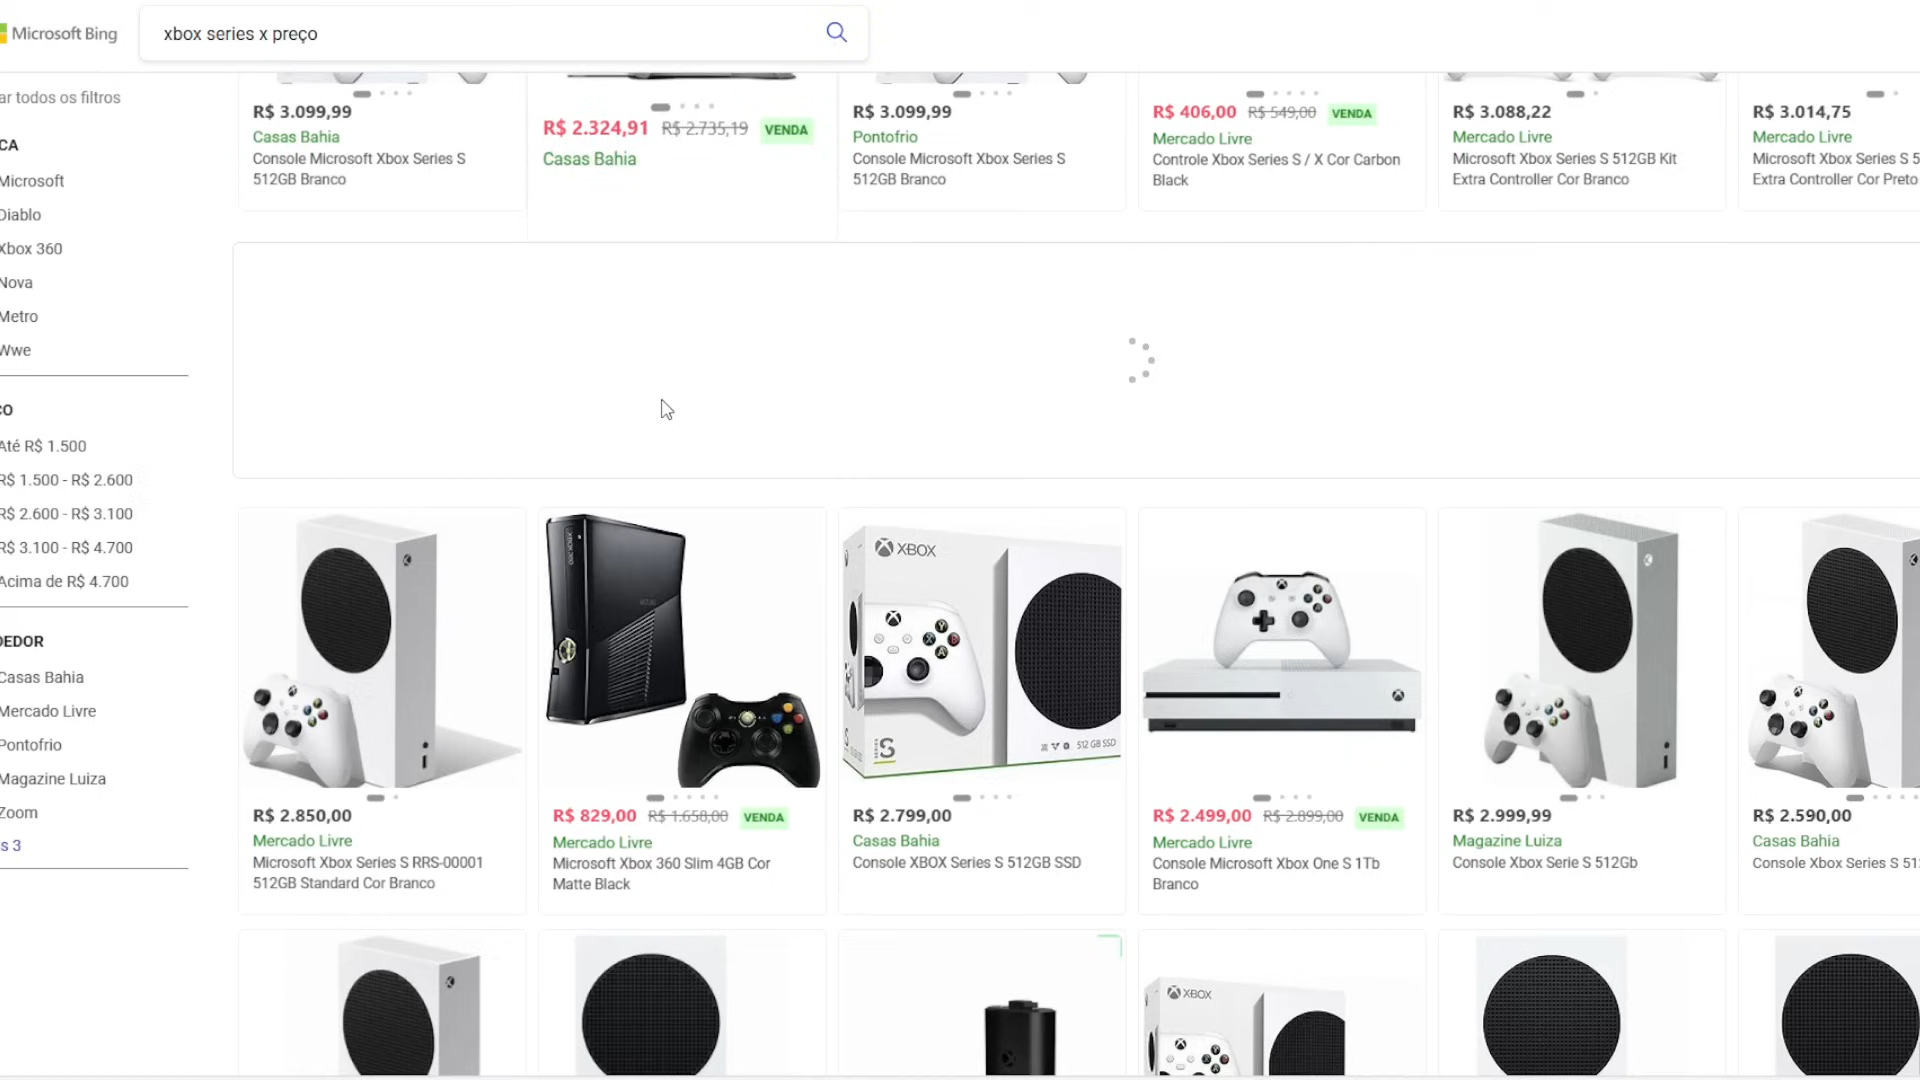 Microsoft Bing
xbox series x preço
ar todos os filtros
CA
Microsoft
Diablo
Xbox 360
Nova
Metro
Wwe
ÇO
Até R$ 1.500
R$ 1.500 - R$ 2.600
R$ 2.600 - R$ 3.100
R$ 3.100 - R$ 4.700
Acima de R$ 4.700
DEDOR
Casas Bahia
Mercado Livre
Pontofrio
Magazine Luiza
Zoom
s 3
R$ 3.099,99
Casas Bahia
Console Microsoft Xbox Series S
512GB Branco
R$ 2.324,91 R$ 2.735,19 VENDA
Casas Bahia
R$ 3.099,99
Pontofrio
Console Microsoft Xbox Series S
512GB Branco
R$ 406,00 R$ 549,00 VENDA
Mercado Livre
Controle Xbox Series S / X Cor Carbon
Black
R$ 3.088,22
Mercado Livre
Microsoft Xbox Series S 512GB Kit
Extra Controller Cor Branco
R$ 3.014,75
Mercado Livre
Microsoft Xbox Series S 5
Extra Controller Cor Preto
R$ 2.850,00
Mercado Livre
Microsoft Xbox Series S RRS-00001
512GB Standard Cor Branco
XBOX 360
R$ 829,00 R$ 1.658,00 VENDA
Mercado Livre
Microsoft Xbox 360 Slim 4GB Cor
Matte Black
XBOX
SERIES
S
512 GB SSD
R$ 2.799,00
Casas Bahia
Console XBOX Series S 512GB SSD
R$ 2.499,00 R$ 2.899,00 VENDA
Mercado Livre
Console Microsoft Xbox One S 1Tb
Branco
R$ 2.999,99
Magazine Luiza
Console Xbox Serie S 512Gb
R$ 2.590,00
Casas Bahia
Console Xbox Series S 51
XBOX